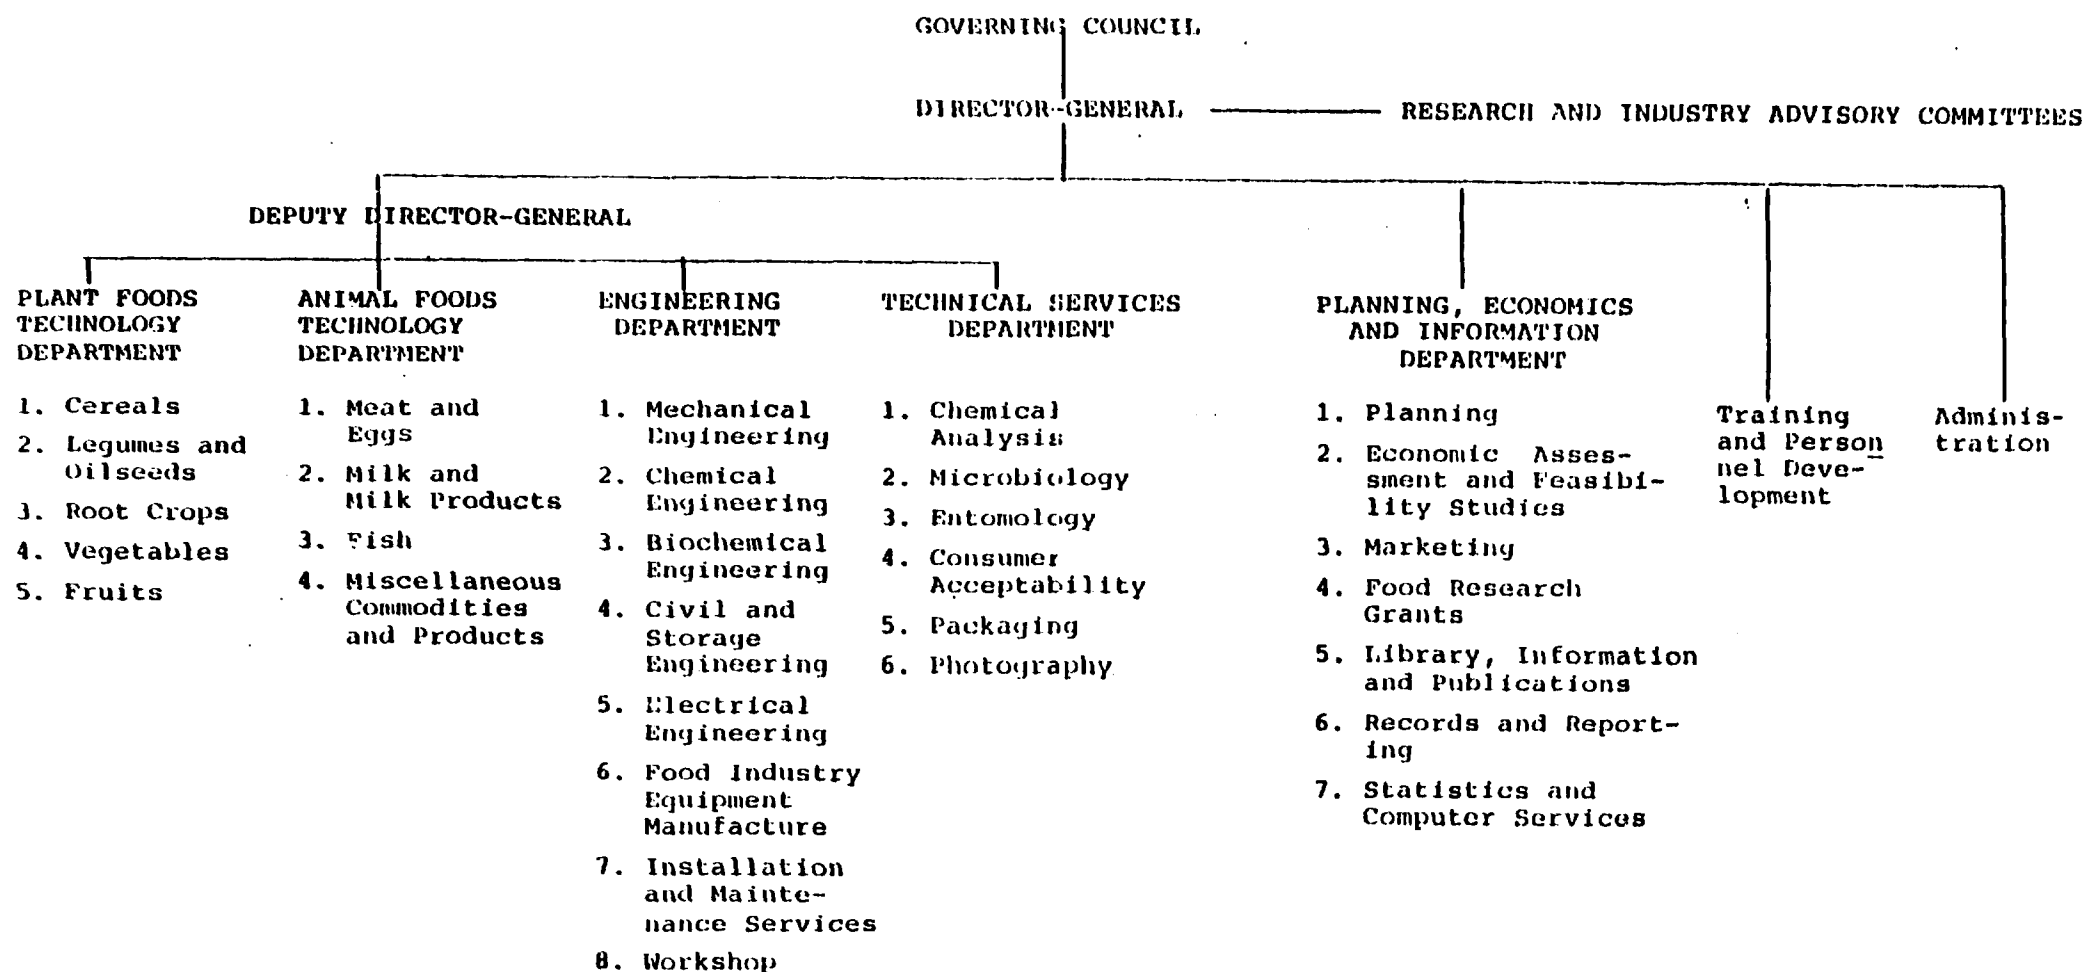 GOVERNING COUNCIL
DIRECTOR-GENERAL
RESEARCH AND INDUSTRY ADVISORY COMMITTEES
DEPUTY DIRECTOR-GENERAL
PLANT FOODS
TECHNOLOGY
DEPARTMENT
1. Cereals
2. Legumes and
Oilseeds
3. Root Crops
4. Vegetables
5. Fruits
ANIMAL FOODS
TECHNOLOGY
DEPARTMENT
1. Meat and
Eggs
2. Milk and
Milk Products
3. Fish
4. Miscellaneous
Commodities
and Products
ENGINEERING
DEPARTMENT
1. Mechanical
Engineering
2. Chemical
Engineering
3. Biochemical
Engineering
4. Civil and
Storage
Engineering
5. Electrical
Engineering
6. Food Industry
Equipment
Manufacture
7. Installation
and Mainte-
nance Services
8. Workshop
TECHNICAL SERVICES
DEPARTMENT
1. Chemical
Analysis
2. Microbiology
3. Entomology
4. Consumer
Acceptability
5. Packaging
6. Photography
PLANNING, ECONOMICS
AND INFORMATION
DEPARTMENT
1. Planning
2. Economic Asses-
sment and Feasibi-
lity Studies
3. Marketing
4. Food Research
Grants
5. Library, Information
and Publications
6. Records and Report-
ing
7. Statistics and
Computer Services
Training
and Person
nel Deve-
lopment
Adminis-
tration